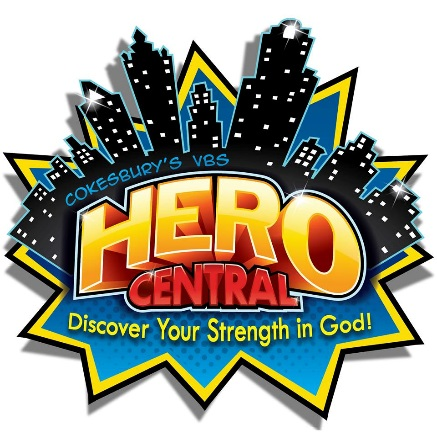 COKESBURY'S VBS
HERO
CENTRAL
Discover Your Strength in God!